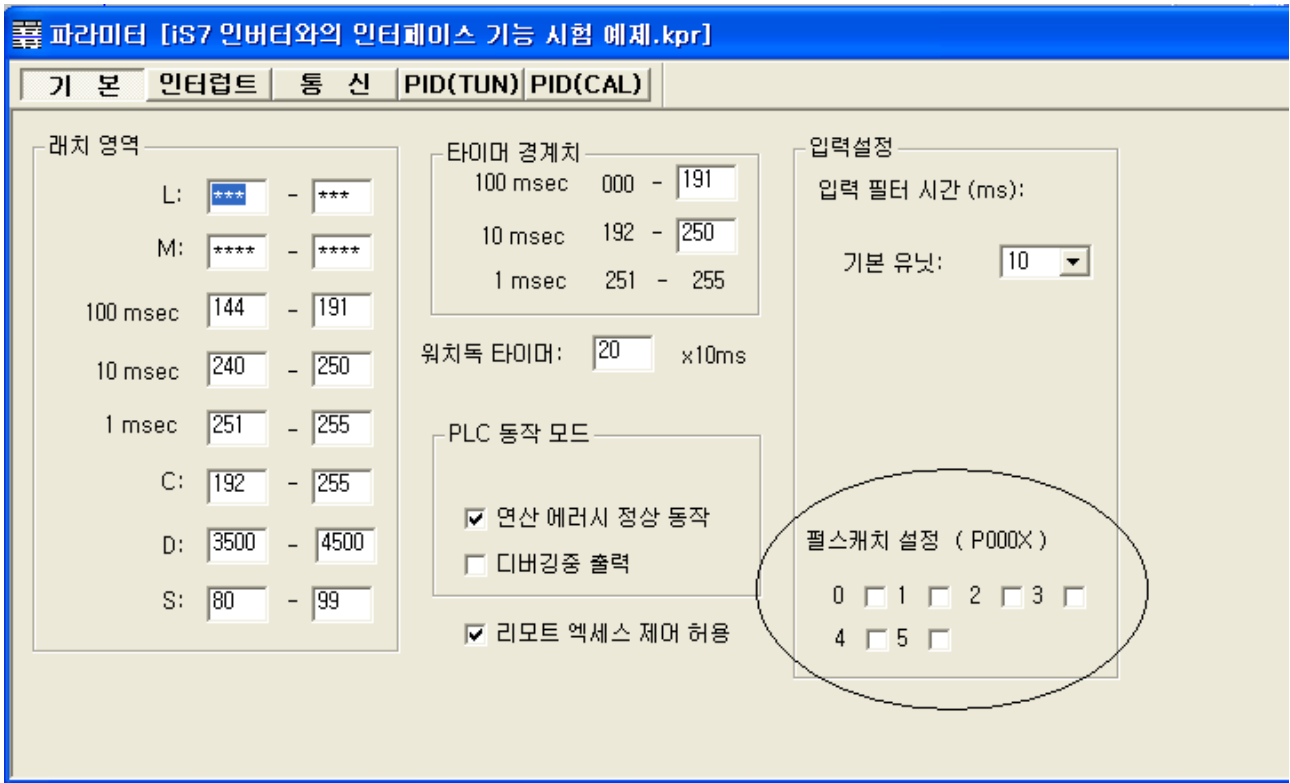 파라미터 [iS7 인버터와의 인터페이스 기능 시험 예제.kpr]
기 본 인터럽트 통 신 PID(TUN) PID(CAL)
래치 영역
L: *** - ***
M: **** - ****
100 msec 144 - 191
10 msec 240 - 250
1 msec 251 - 255
C: 192 - 255
D: 3500 - 4500
S: 80 - 99
타이머 경계치
100 msec 000 - 191
10 msec 192 - 250
1 msec 251 - 255
워치독 타이머: 20 x10ms
PLC 동작 모드
연산 에러시 정상 동작
디버깅중 출력
리모트 엑세스 제어 허용
입력설정
입력 필터 시간 (ms):
기본 유닛: 10
펄스캐치 설정 ( P000X )
0 1 2 3
4 5